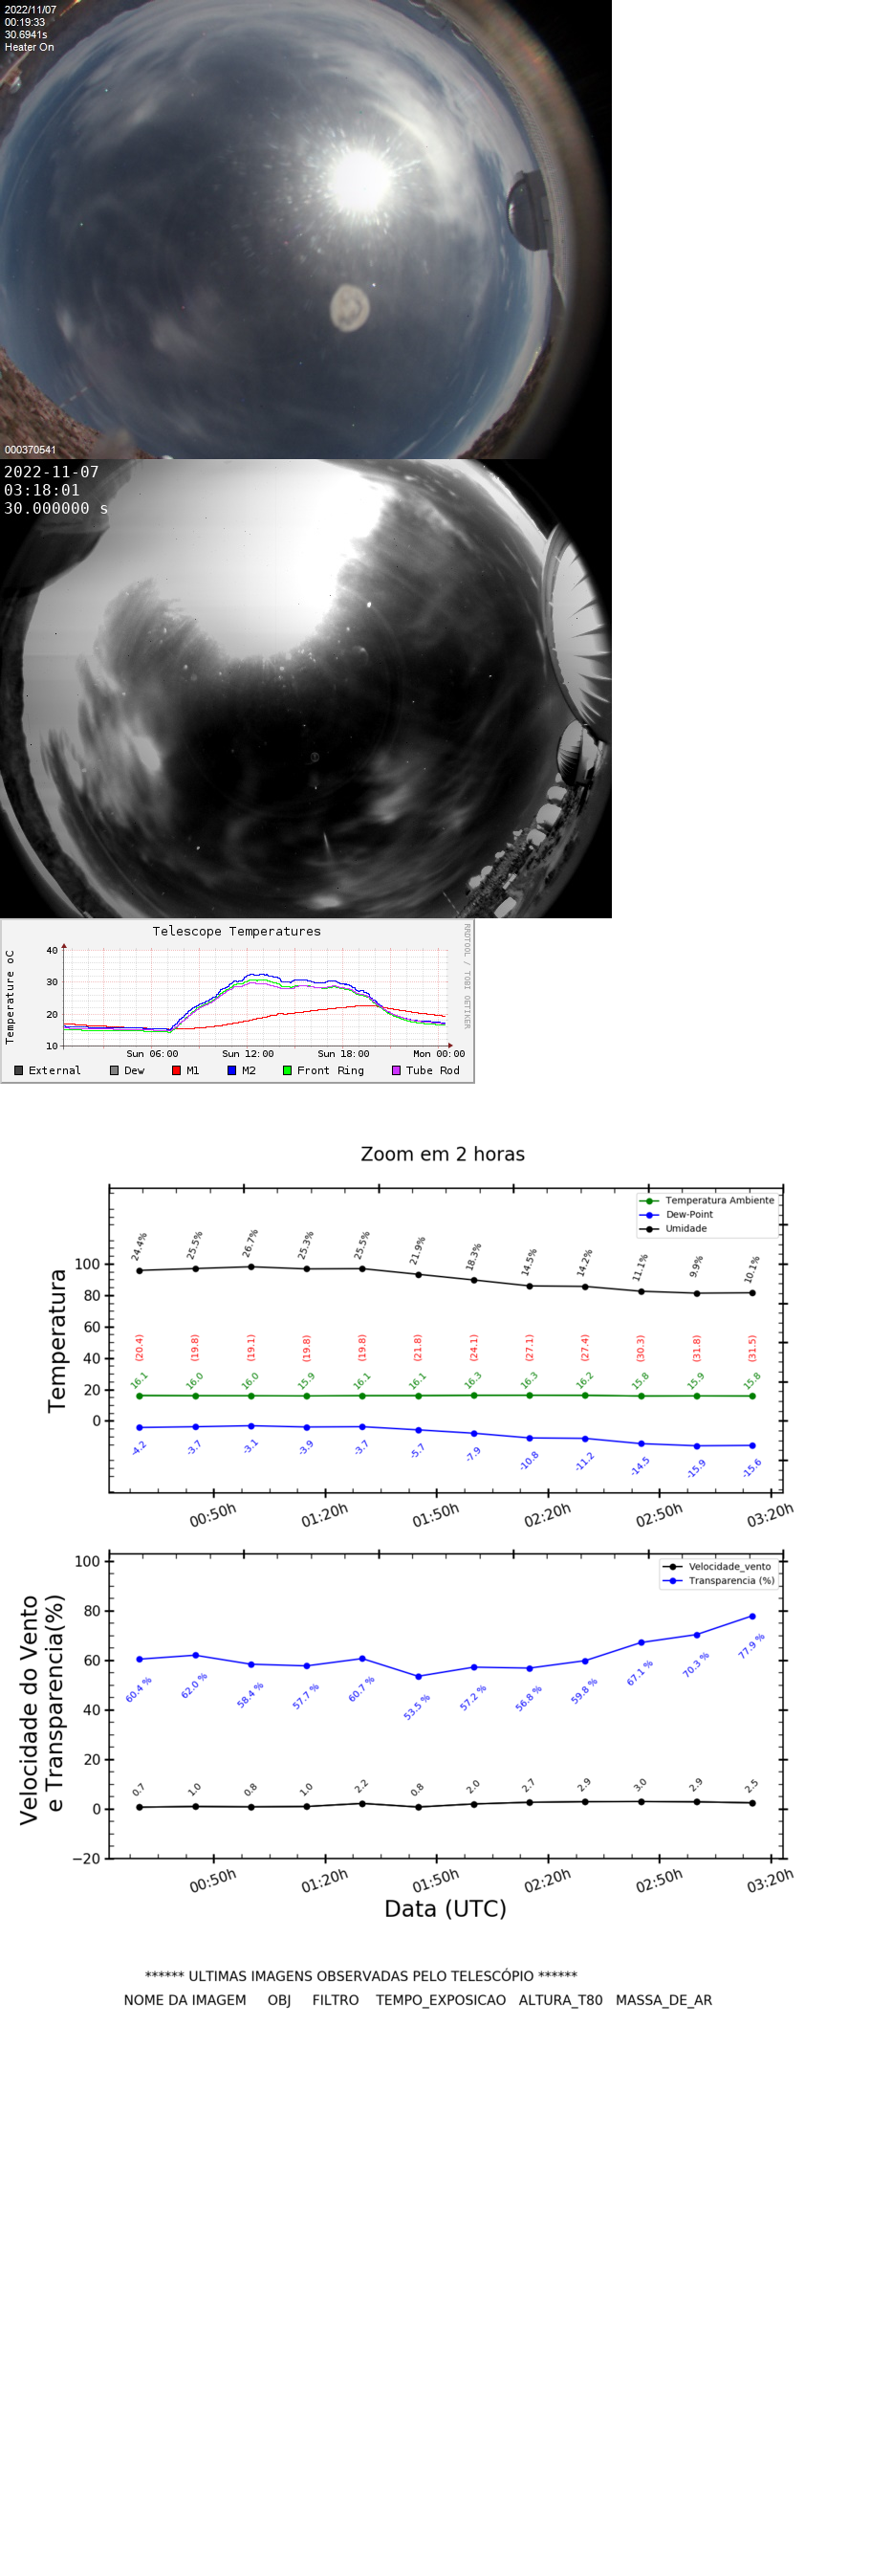 2022/11/07
00:19:33
30.6941s
Heater On
000370541
2022-11-07
03:18:01
30.000000 s
Telescope Temperatures
RRDTOOL / TOBI OETIKER
Temperature oC
40
30
20
10
Sun 06:00 Sun 12:00 Sun 18:00 Mon 00:00
External Dew M1 M2 Front Ring Tube Rod
Zoom em 2 horas
Temperatura Ambiente
Dew-Point
Umidade
24.4% 25.5% 26.7% 25.3% 25.5% 21.9% 18.3% 14.5% 14.2% 11.1% 9.9% 10.1%
Temperatura
100
80
60
40
20
0
(20.4) (19.8) (19.1) (19.8) (19.8) (21.8) (24.1) (27.1) (27.4) (30.3) (31.8) (31.5)
16.1 16.0 16.0 15.9 16.1 16.1 16.3 16.3 16.2 15.8 15.9 15.8
-4.2 -3.7 -3.1 -3.9 -3.7 -5.7 -7.9 -10.8 -11.2 -14.5 -15.9 -15.6
00:50h 01:20h 01:50h 02:20h 02:50h 03:20h
Velocidade_vento
Transparencia (%)
Velocidade do Vento
e Transparencia(%)
100
80
60
40
20
0
−20
60.4 % 62.0 % 58.4 % 57.7 % 60.7 % 53.5 % 57.2 % 56.8 % 59.8 % 67.1 % 70.3 % 77.9 %
0.7 1.0 0.8 1.0 2.2 0.8 2.0 2.7 2.9 3.0 2.9 2.5
00:50h 01:20h 01:50h 02:20h 02:50h 03:20h
Data (UTC)
****** ULTIMAS IMAGENS OBSERVADAS PELO TELESCÓPIO ******
NOME DA IMAGEM OBJ FILTRO TEMPO_EXPOSICAO ALTURA_T80 MASSA_DE_AR